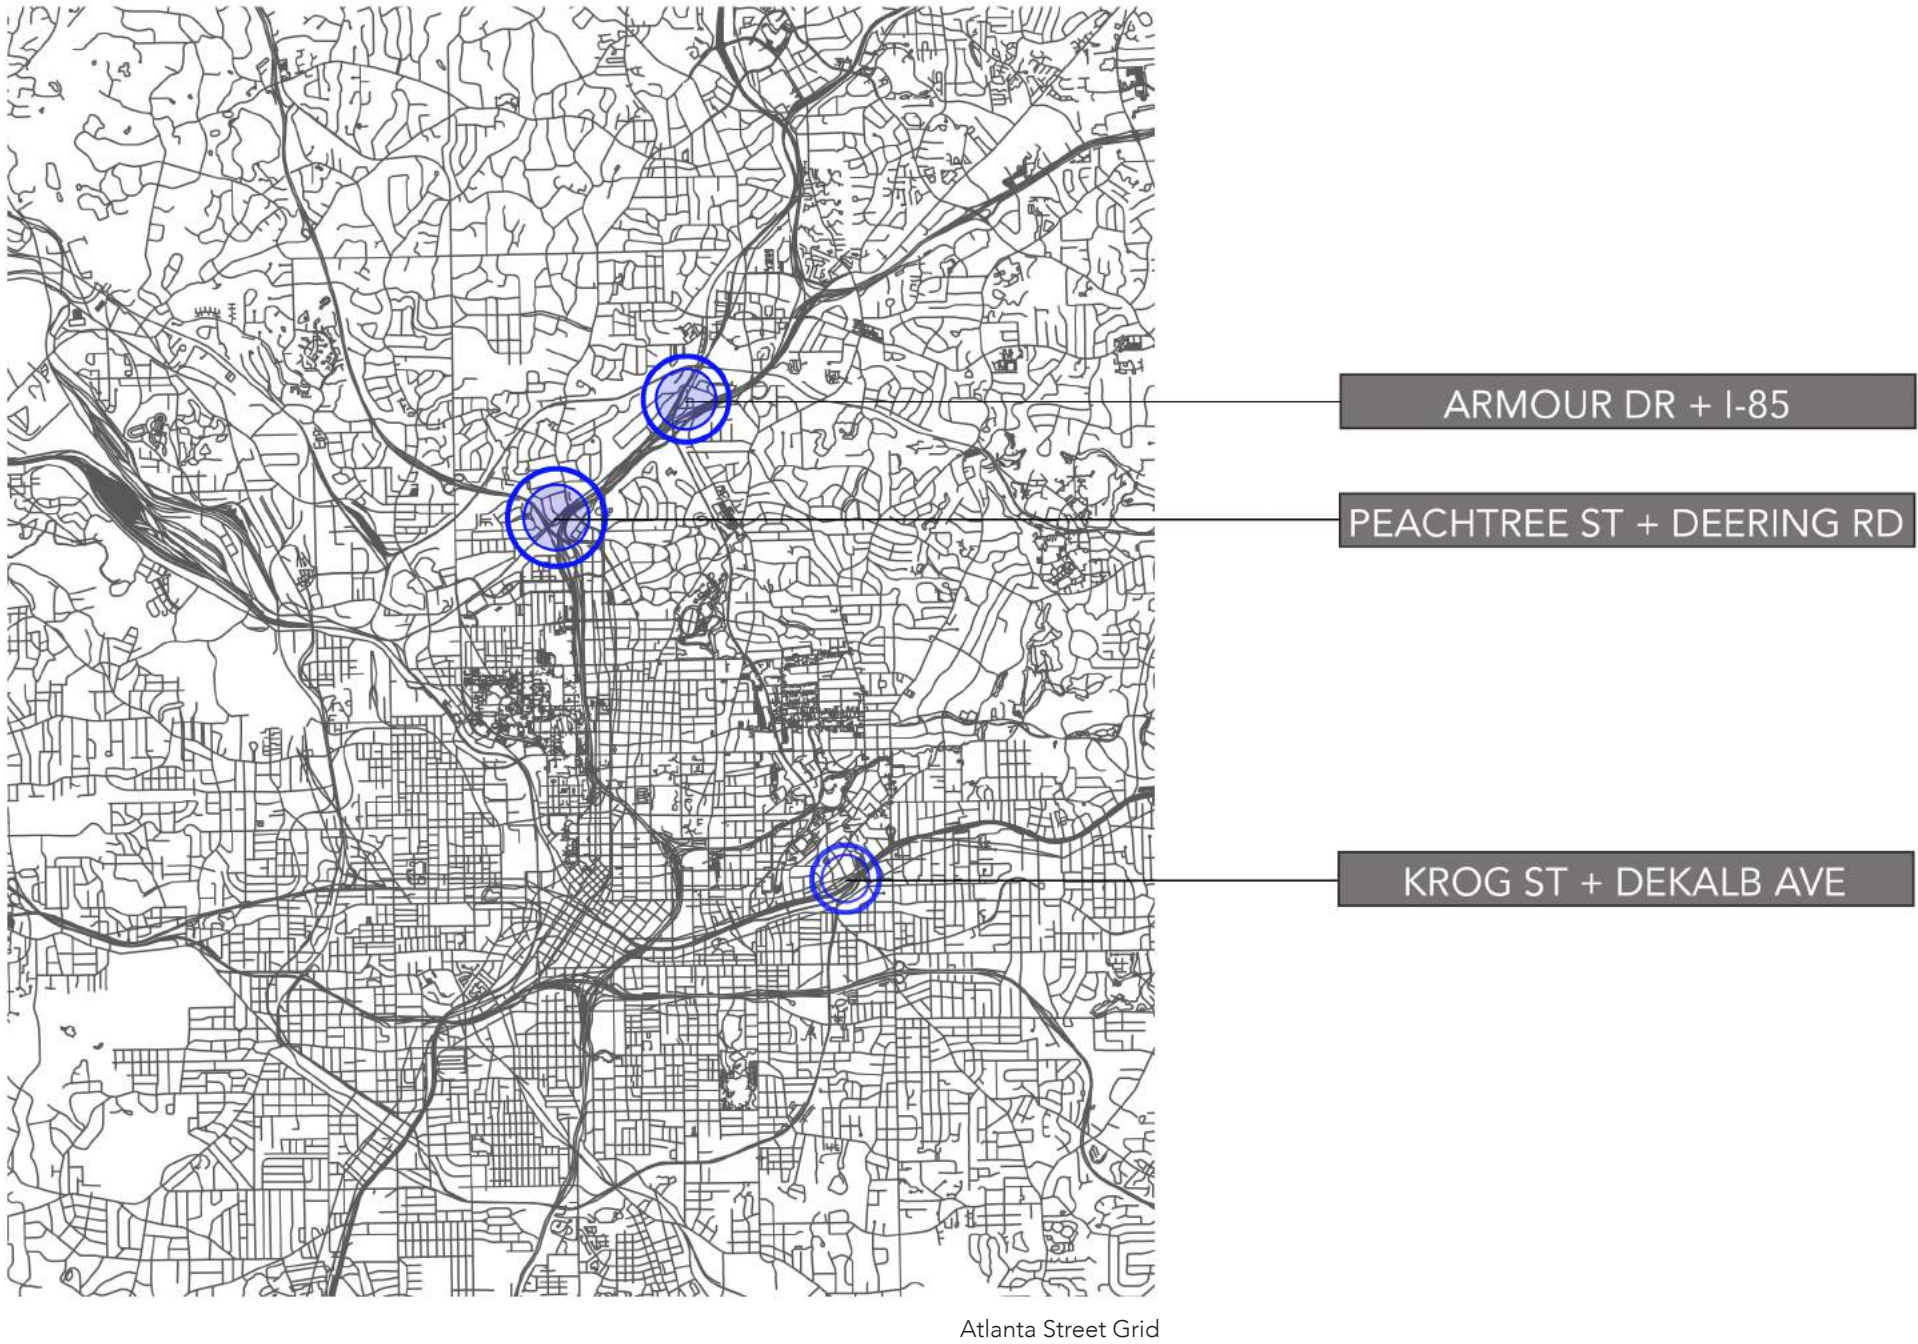 ARMOUR DR + I-85
PEACHTREE ST + DEERING RD
KROG ST + DEKALB AVE
Atlanta Street Grid